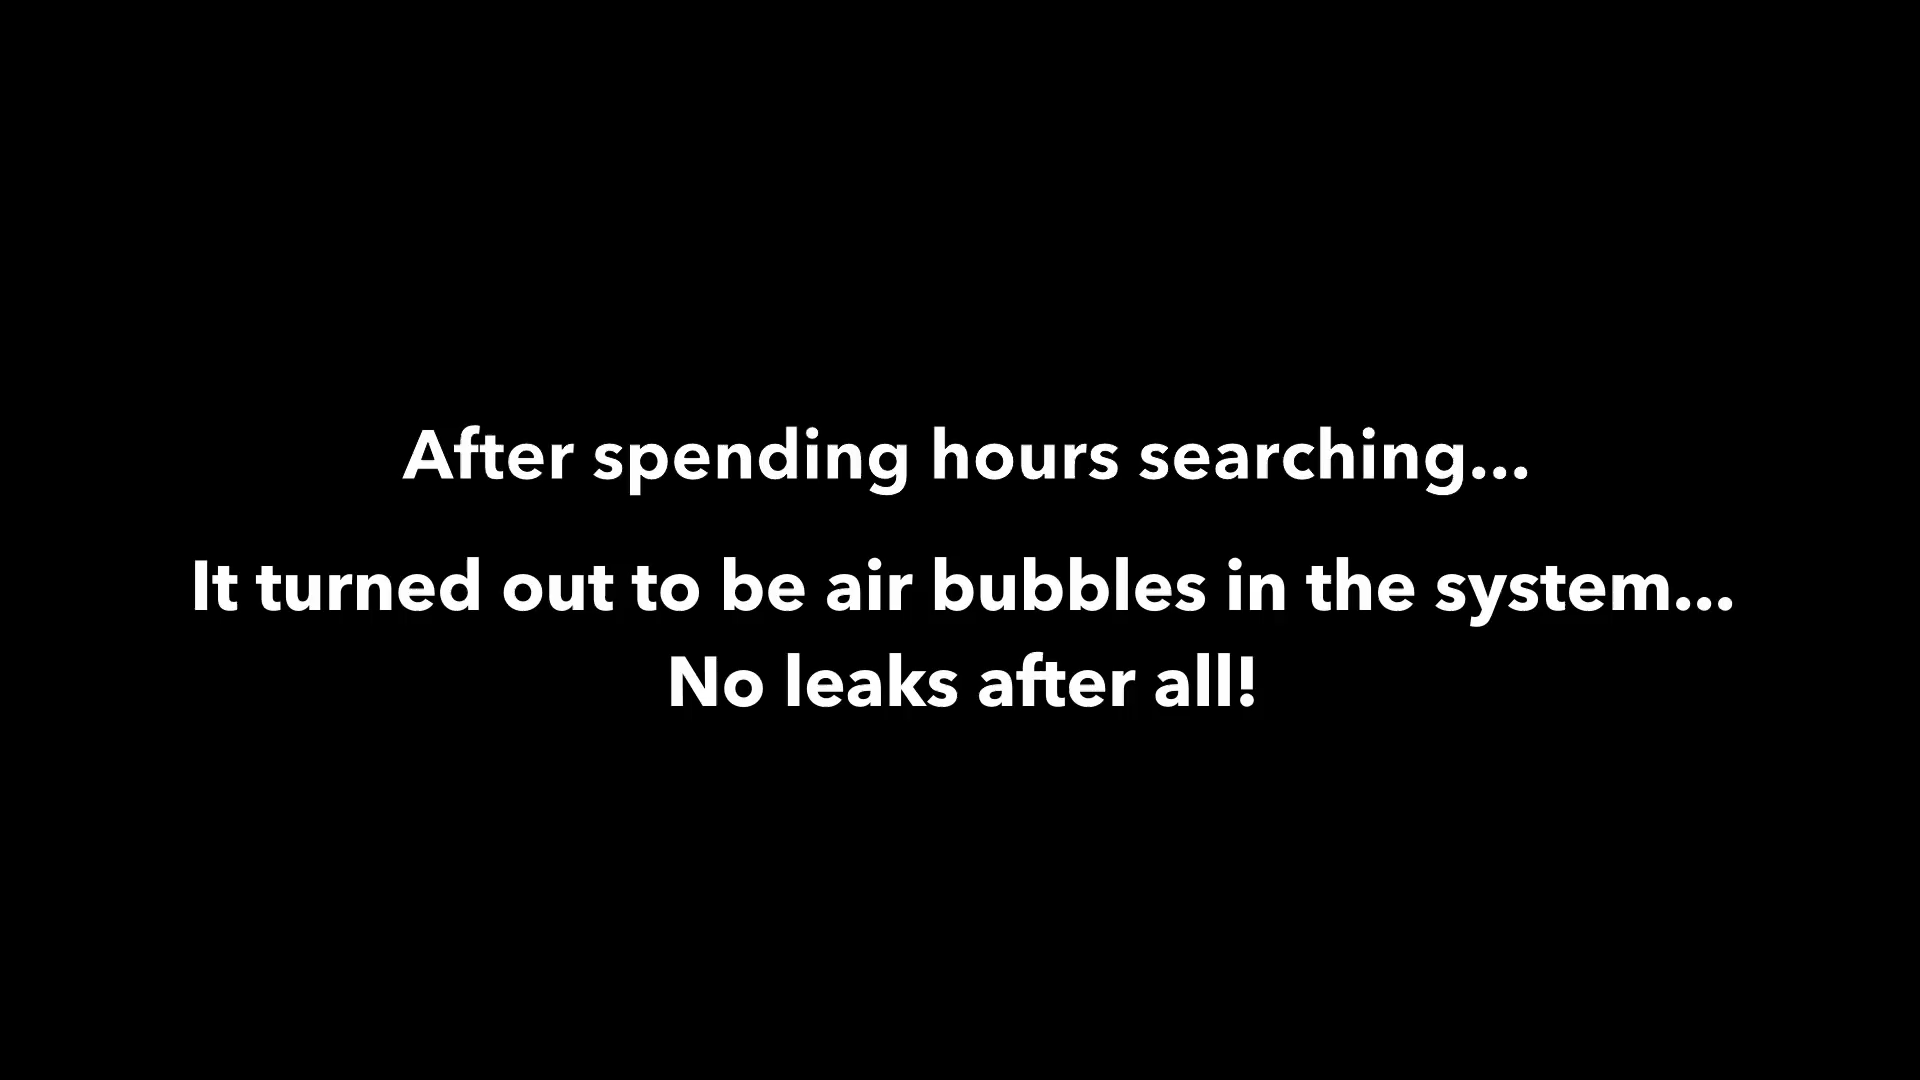 After spending hours searching...
It turned out to be air bubbles in the system...
No leaks after all!